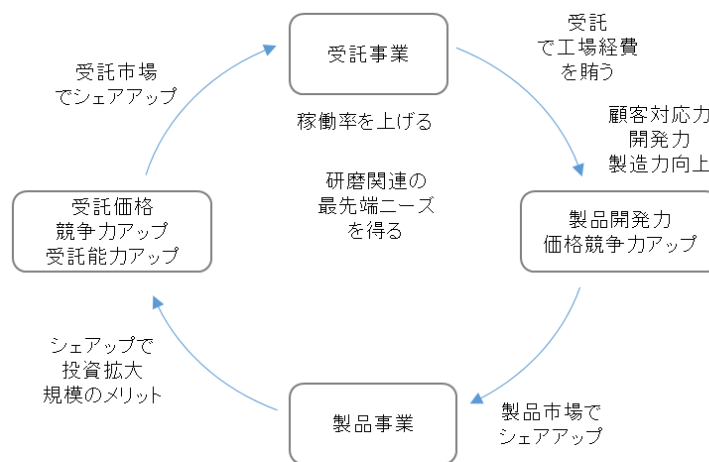 受託事業
稼働率を上げる
研磨関連の
最先端ニーズ
を得る
受託
で工場経費
を賄う
顧客対応力
開発力
製造力向上
製品開発力
価格競争力アップ
製品市場で
シェアアップ
製品事業
シェアップで
投資拡大
規模のメリット
受託価格
競争力アップ
受託能力アップ
受託市場
でシェアアップ